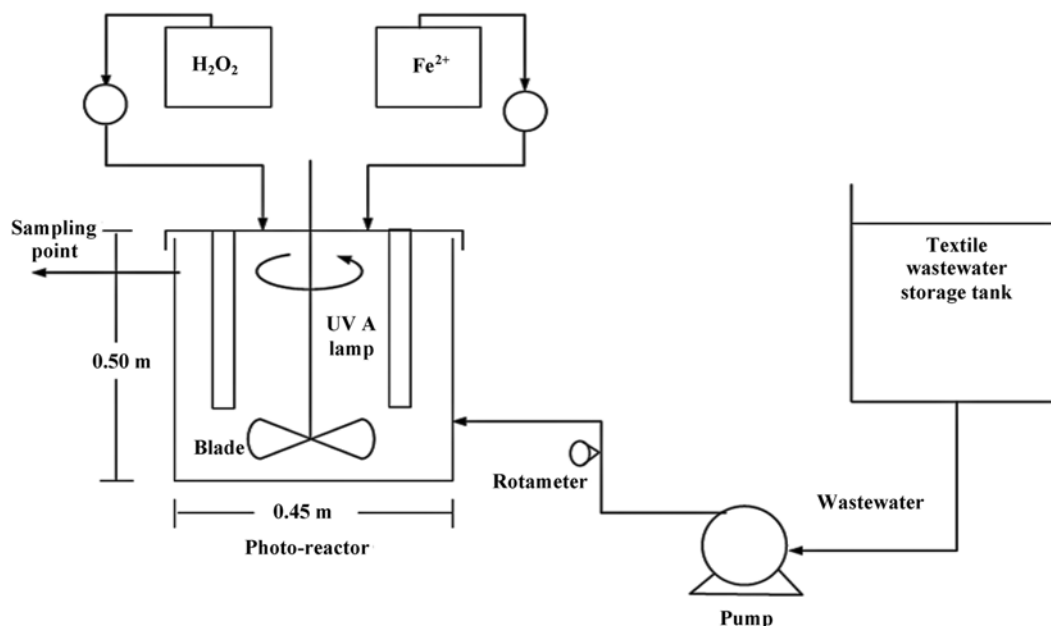 H₂O₂
Fe²⁺
Sampling
point
Textile
wastewater
storage tank
UV A
lamp
0.50 m
Blade
Rotameter
Wastewater
0.45 m
Photo-reactor
Pump